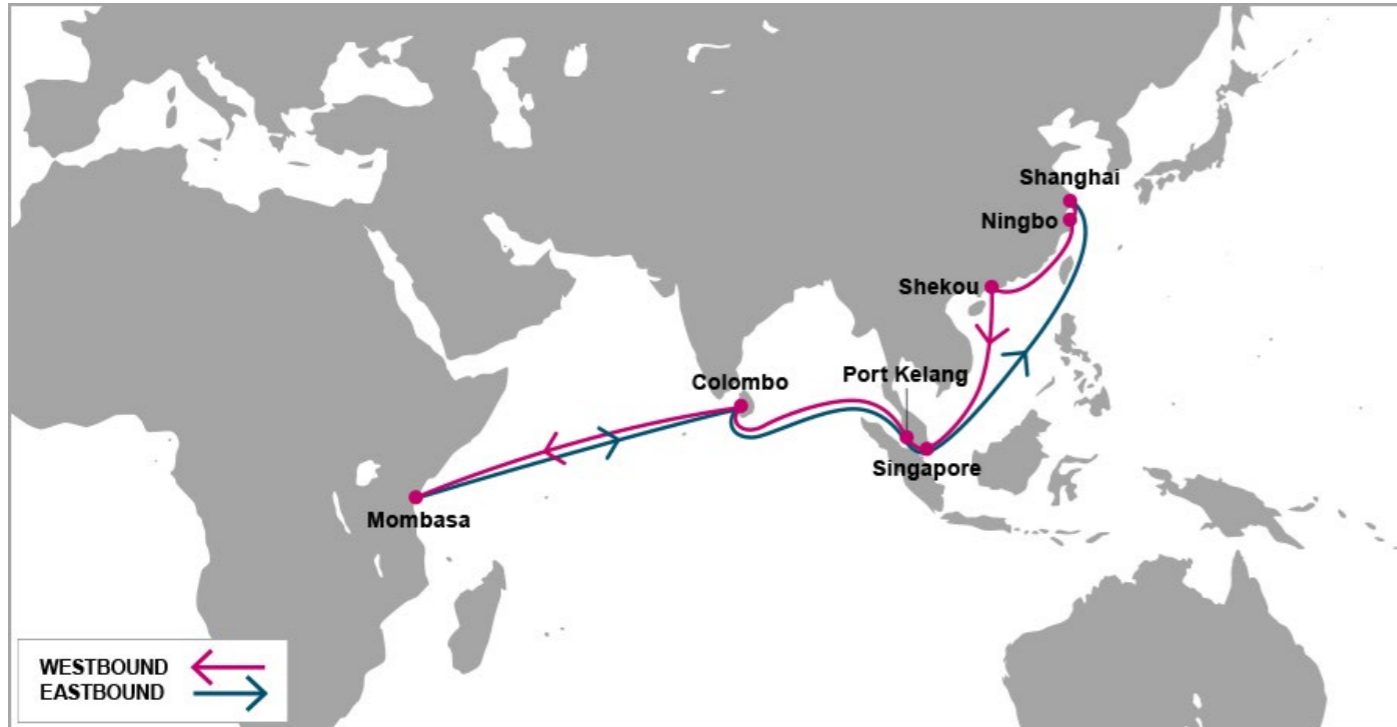 Shanghai
Ningbo
Shekou
Port Kelang
Colombo
Singapore
Mombasa
WESTBOUND
EASTBOUND